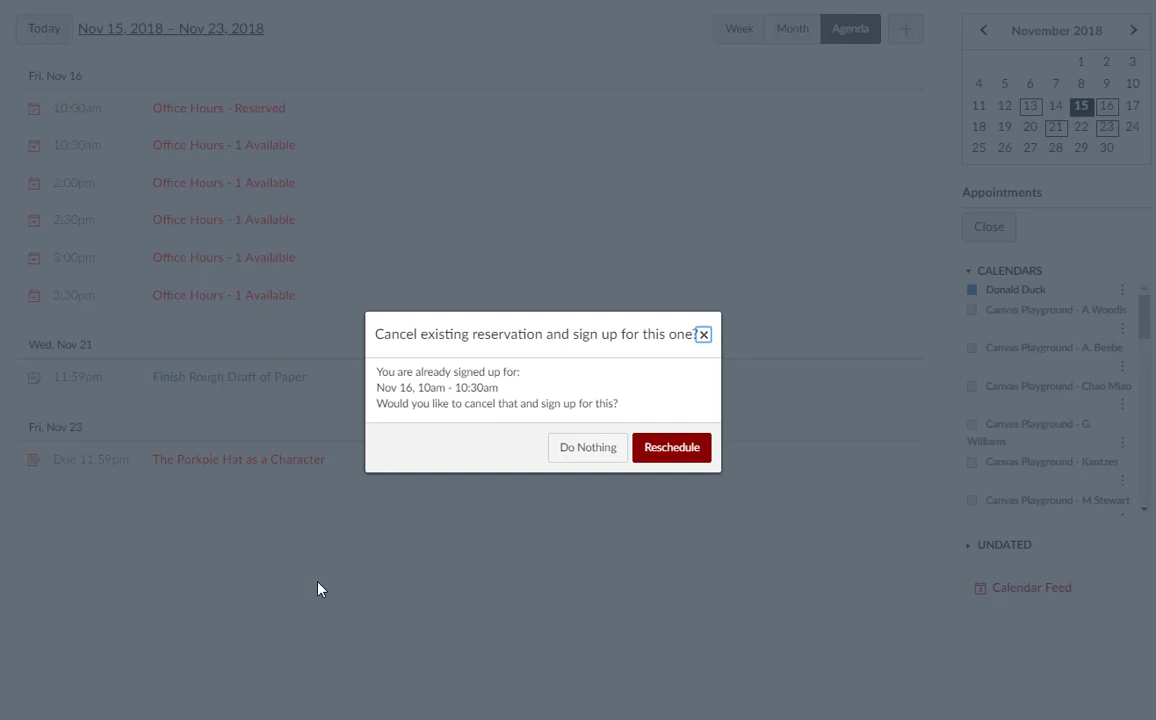 Today Nov 15, 2018 – Nov 23, 2018 Week Month Agenda +
Fri, Nov 16
10:00am Office Hours - Reserved
10:30am Office Hours - 1 Available
2:00pm Office Hours - 1 Available
2:30pm Office Hours - 1 Available
3:00pm Office Hours - 1 Available
3:30pm Office Hours - 1 Available
Wed, Nov 21
11:59pm Finish Rough Draft of Paper
Fri, Nov 23
Due 11:59pm The Porkpie Hat as a Character
Cancel existing reservation and sign up for this one?
You are already signed up for:
Nov 16, 10am - 10:30am
Would you like to cancel that and sign up for this?
Do Nothing Reschedule
November 2018
1 2 3
4 5 6 7 8 9 10
11 12 13 14 15 16 17
18 19 20 21 22 23 24
25 26 27 28 29 30
Appointments
Close
CALENDARS
Donald Duck
Canvas Playground - A Woodis
Canvas Playground - A. Beebe
Canvas Playground - Chao Miao
Canvas Playground - G.
Williams
Canvas Playground - Kantzes
Canvas Playground - M Stewart
UNDATED
Calendar Feed